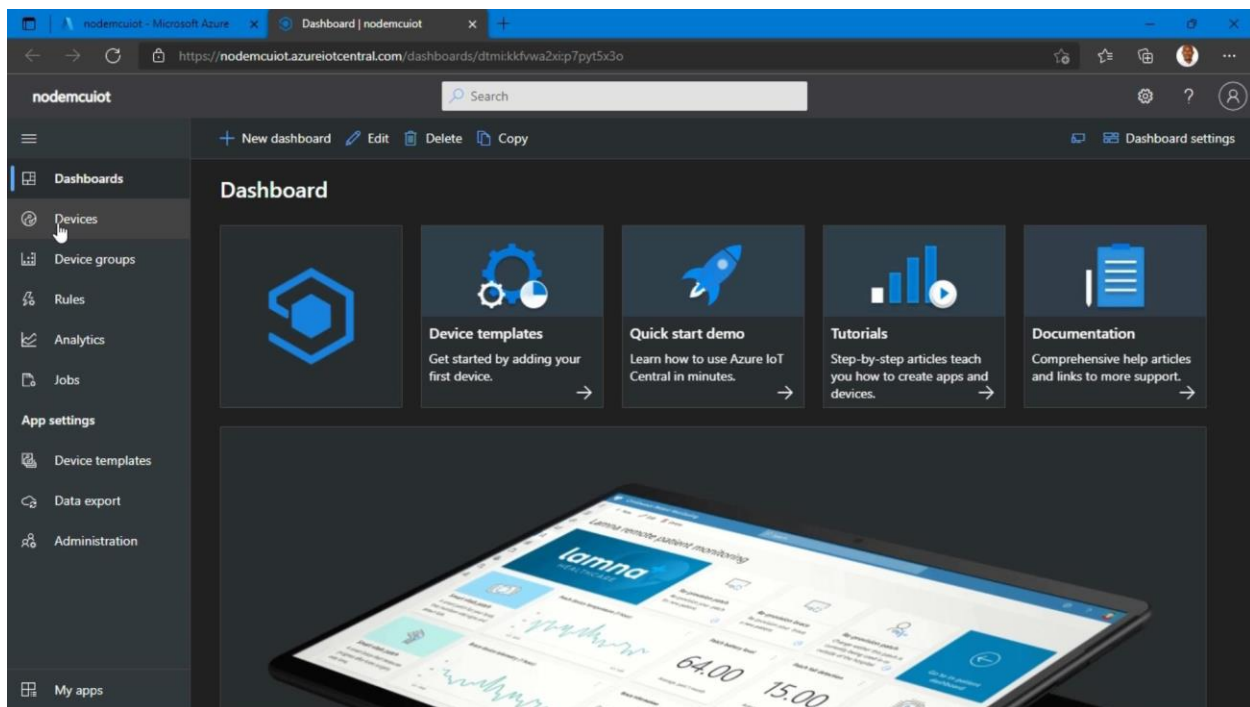 nodemcuiot - Microsoft Azure
Dashboard | nodemcuiot
https://nodemcuiot.azureiotcentral.com/dashboards/dtmi:kkfvwa2xi:p7pyt5x3o
nodemcuiot
Search
New dashboard Edit Delete Copy
Dashboard settings
Dashboards
Devices
Device groups
Rules
Analytics
Jobs
App settings
Device templates
Data export
Administration
My apps
Dashboard
Device templates
Get started by adding your
first device.
Quick start demo
Learn how to use Azure IoT
Central in minutes.
Tutorials
Step-by-step articles teach
you how to create apps and
devices.
Documentation
Comprehensive help articles
and links to more support.
Lamna remote patient monitoring
lamna
HEALTHCARE
64.00
15.00